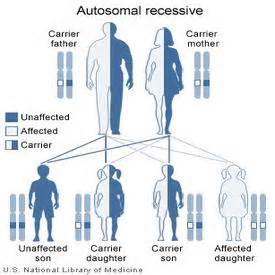 Autosomal recessive
Carrier father
Carrier mother
Unaffected
Affected
Carrier
Unaffected son
Carrier daughter
Carrier son
Affected daughter
U.S. National Library of Medicine